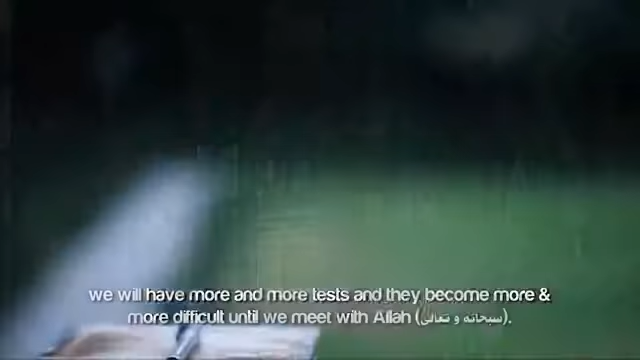 we will have more and more tests and they become more &
more difficult until we meet with Allah (سبحانه و تعالى).